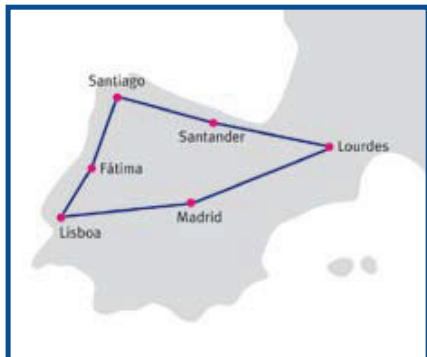 Santiago
Santander
Lourdes
Fátima
Madrid
Lisboa